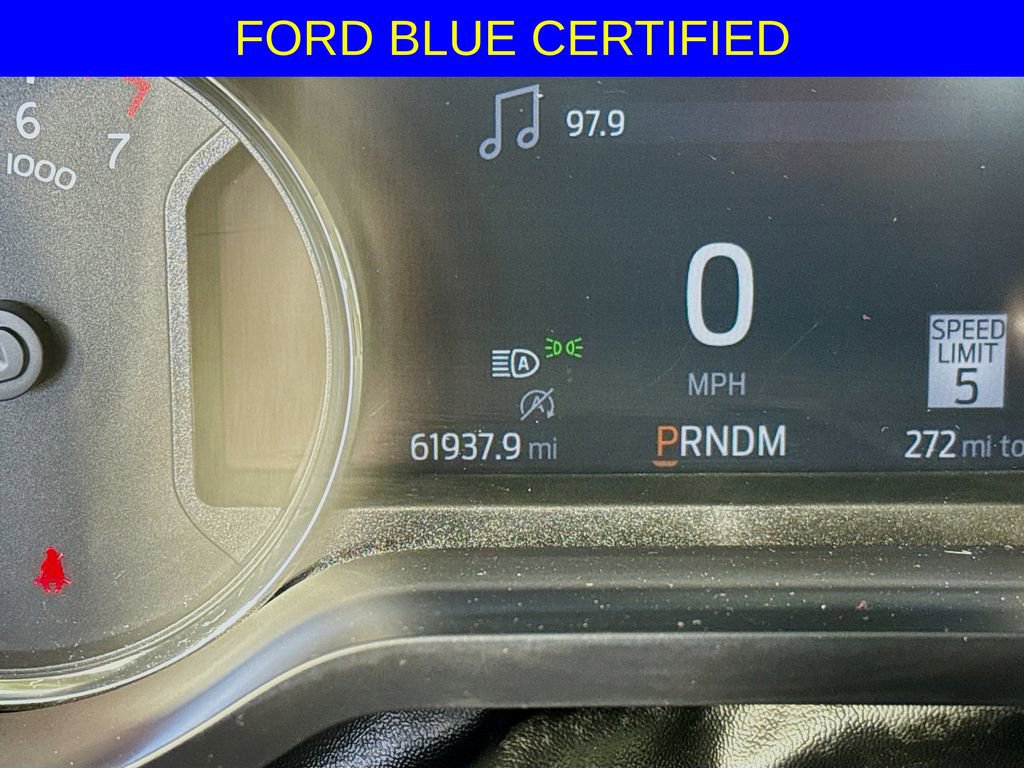 FORD BLUE CERTIFIED
6
7
1000
97.9
0
MPH
SPEED
LIMIT
5
A
61937.9 mi
PRNDM
272 mi to